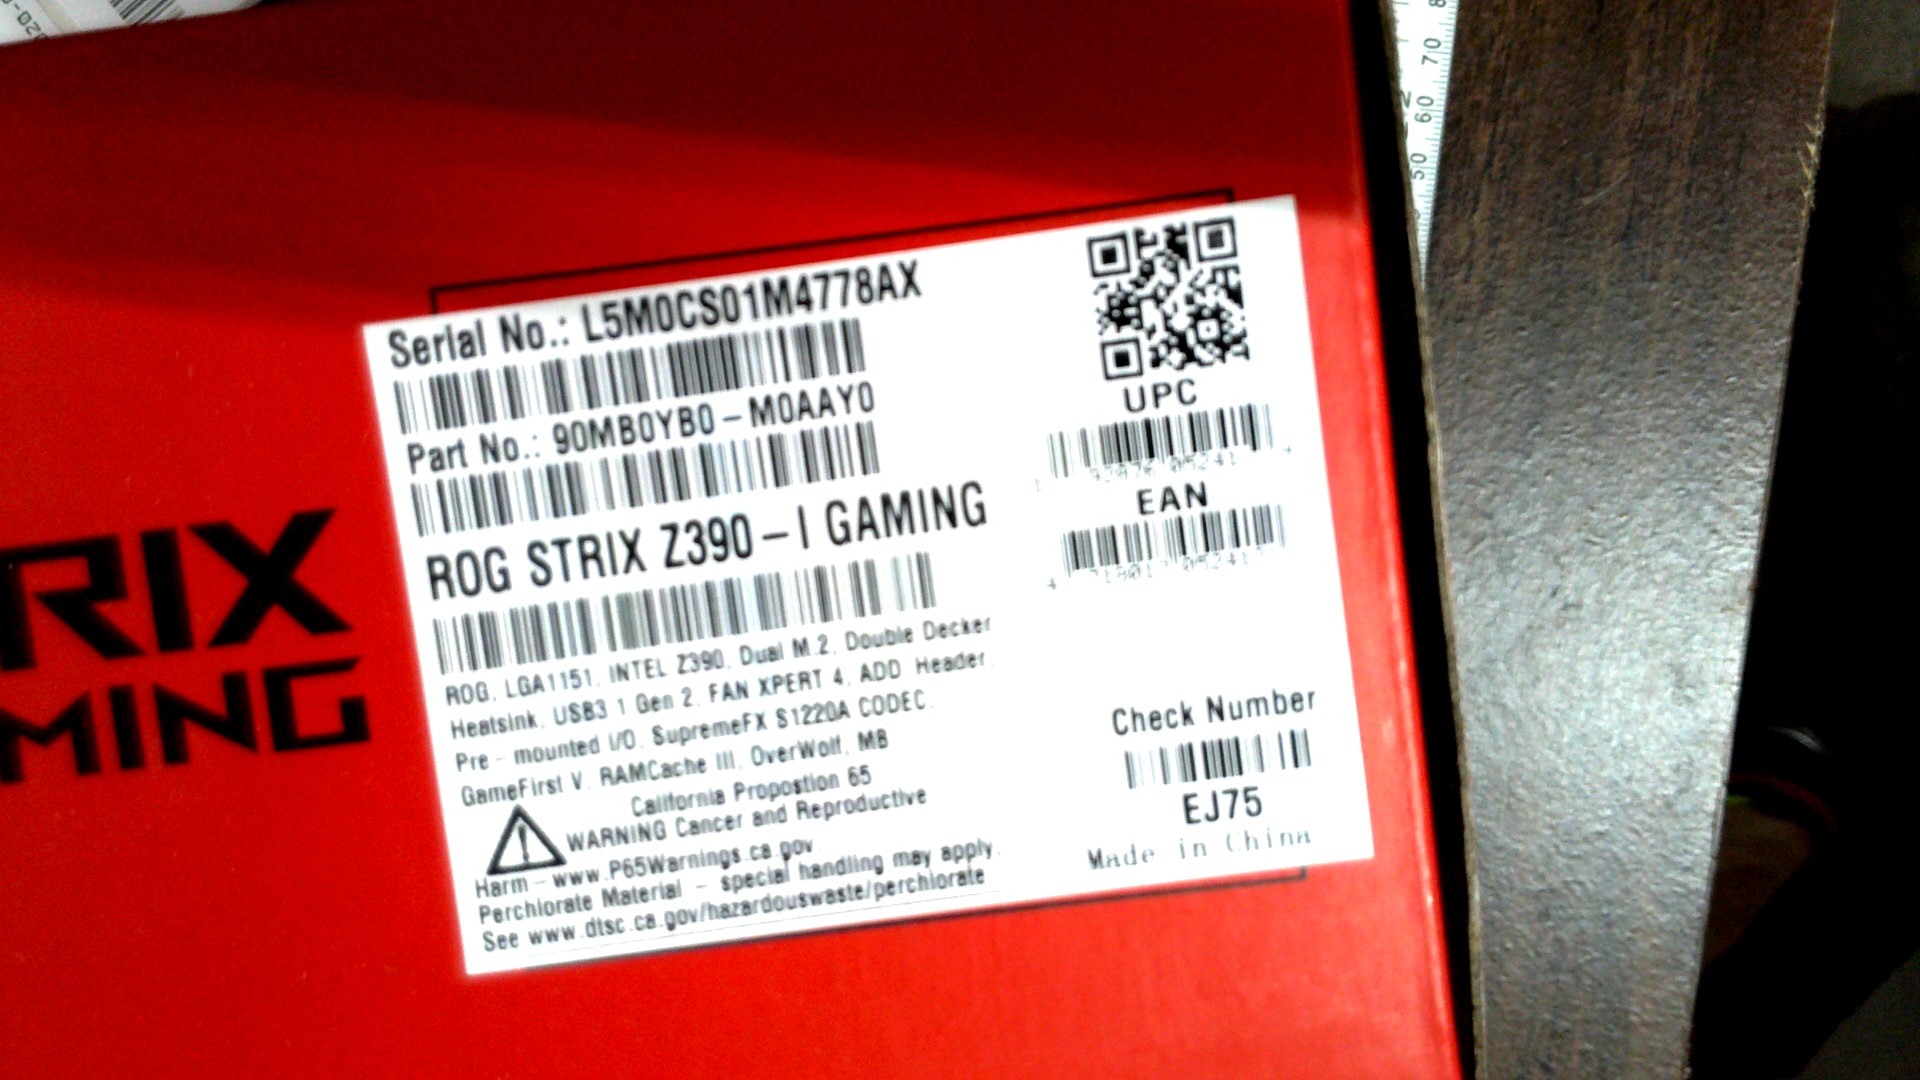 RIX
MING
Serial No.: L5M0CS01M4778AX
Part No.: 90MB0YB0-M0AAY0
ROG STRIX Z390-I GAMING
ROG, LGA1151, INTEL Z390, Dual M.2, Double Decker
Heatsink, USB3 1 Gen 2, FAN XPERT 4, ADD Header,
Pre-mounted I/O, SupremeFX S1220A CODEC,
GameFirst V, RAMCache III, OverWolf, MB
California Propostion 65
WARNING Cancer and Reproductive
Harm-www.P65Warnings.ca.gov
Perchlorate Material - special handling may apply.
See www.dtsc.ca.gov/hazardouswaste/perchlorate
UPC
EAN
Check Number
EJ75
Made in China
70
60
50